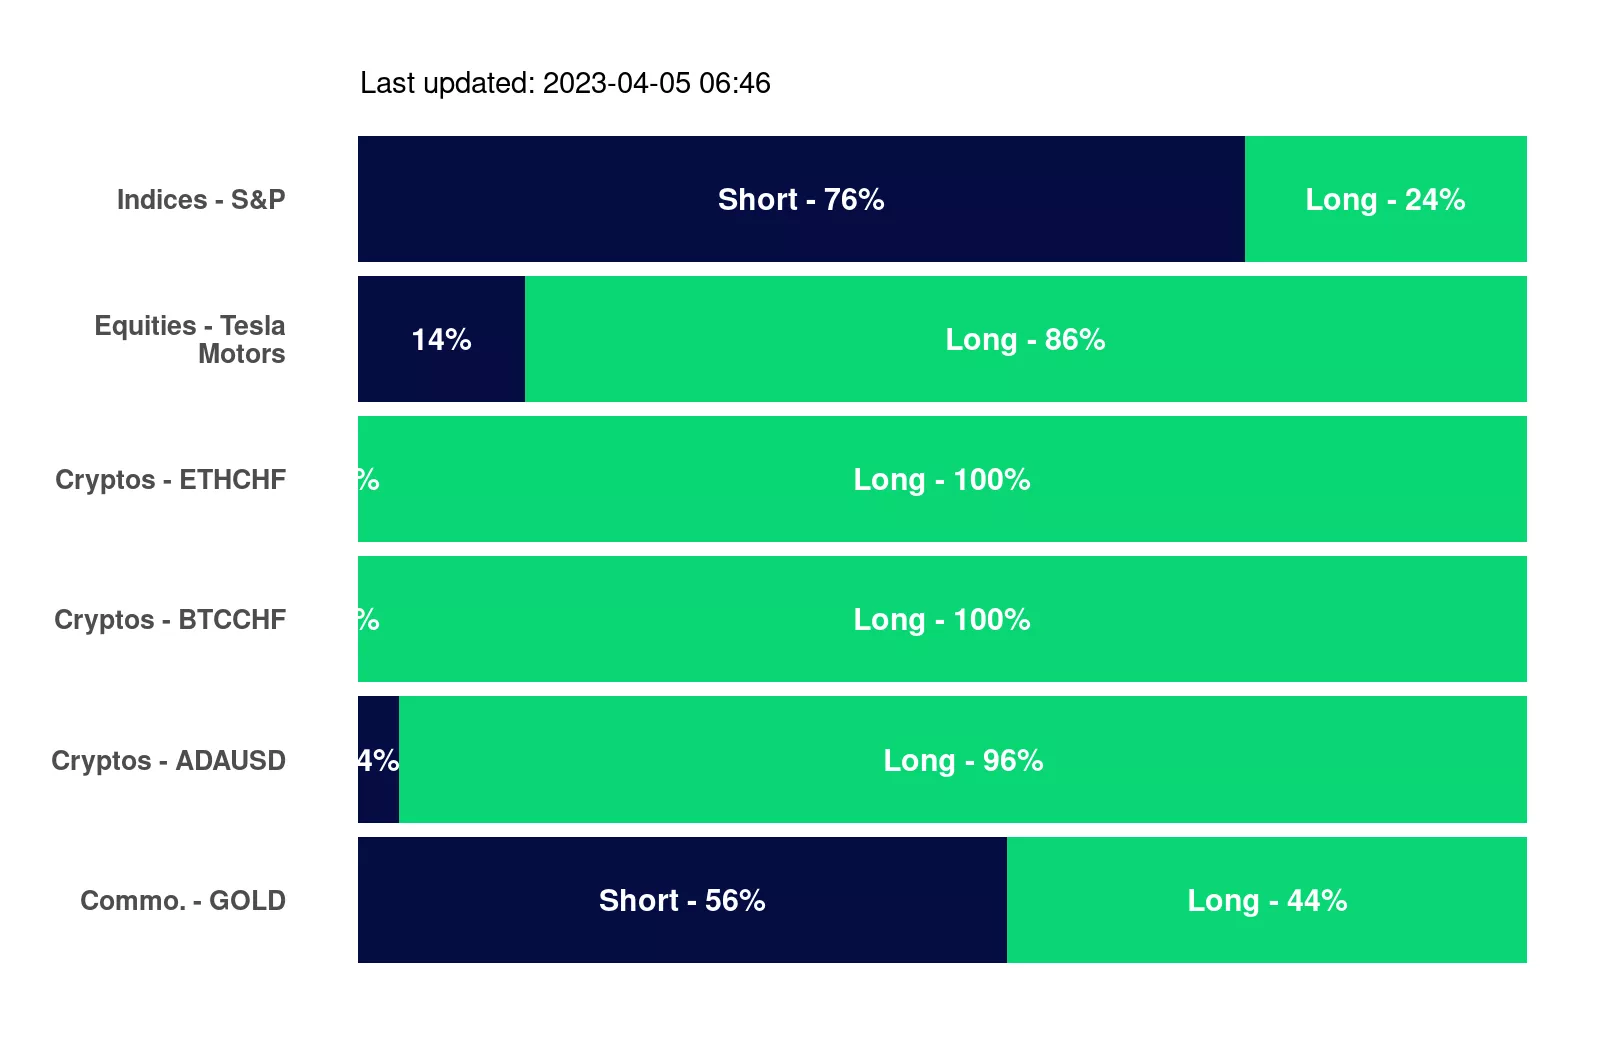 Last updated: 2023-04-05 06:46
Indices - S&P
Short - 76%
Long - 24%
Equities - Tesla
Motors
14%
Long - 86%
Cryptos - ETHCHF
%
Long - 100%
Cryptos - BTCCHF
%
Long - 100%
Cryptos - ADAUSD
4%
Long - 96%
Commo. - GOLD
Short - 56%
Long - 44%